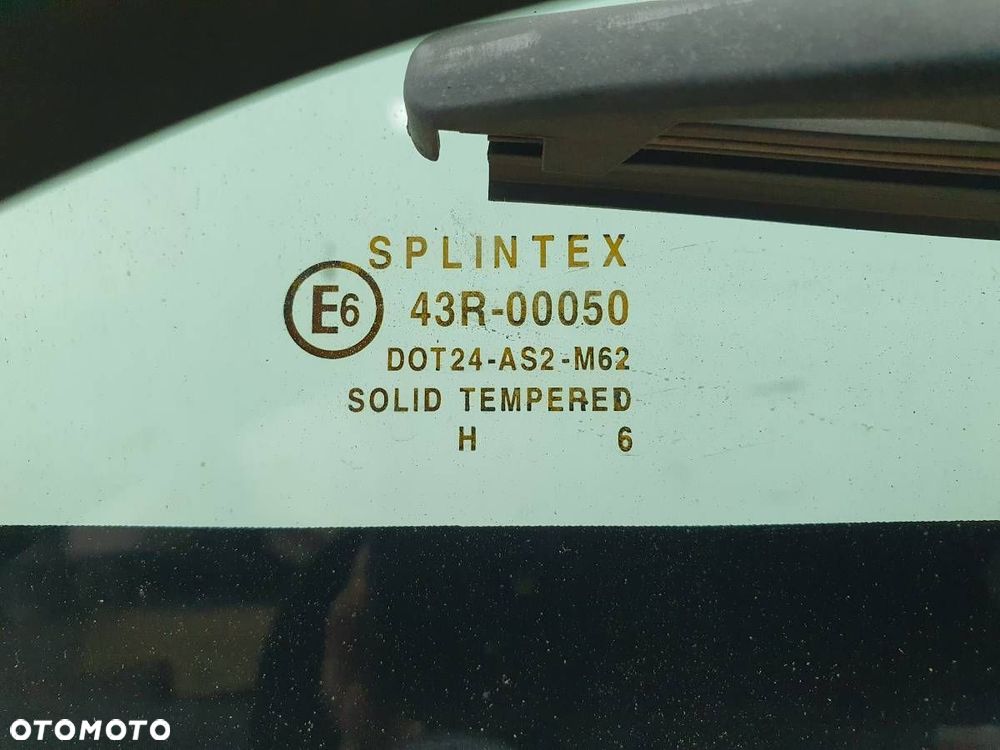 SPLINTEX
E6 43R-00050
DOT24-AS2-M62
SOLID TEMPERED
H 6
OTOMOTO